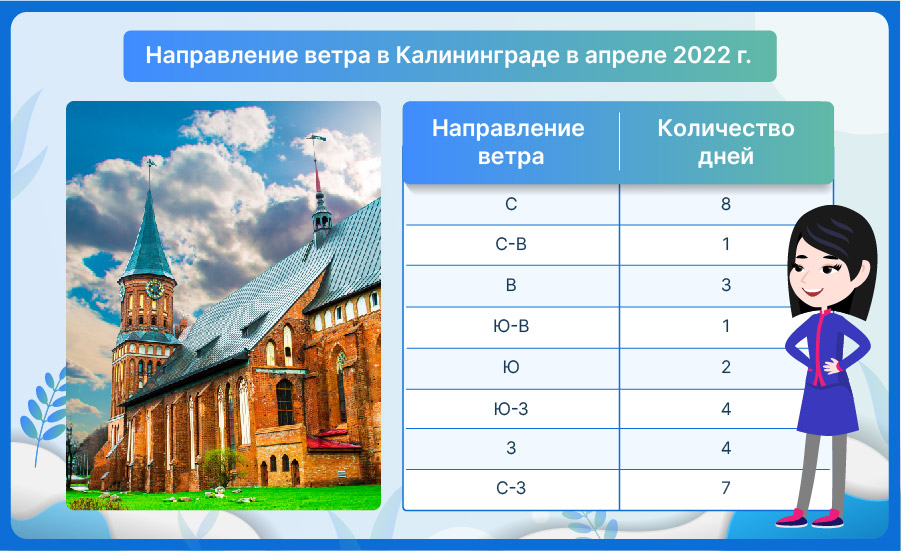 Направление ветра в Калининграде в апреле 2022 г.
Направление
ветра
Количество
дней
С 8
С-В 1
В 3
Ю-В 1
Ю 2
Ю-З 4
З 4
С-З 7